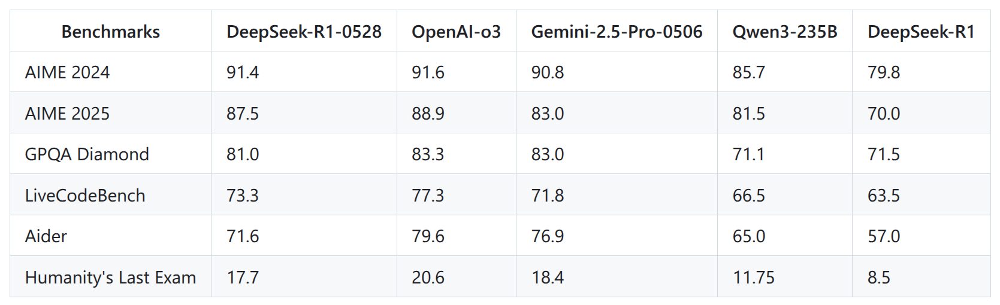 Benchmarks DeepSeek-R1-0528 OpenAI-o3 Gemini-2.5-Pro-0506 Qwen3-235B DeepSeek-R1
AIME 2024 91.4 91.6 90.8 85.7 79.8
AIME 2025 87.5 88.9 83.0 81.5 70.0
GPQA Diamond 81.0 83.3 83.0 71.1 71.5
LiveCodeBench 73.3 77.3 71.8 66.5 63.5
Aider 71.6 79.6 76.9 65.0 57.0
Humanity's Last Exam 17.7 20.6 18.4 11.75 8.5